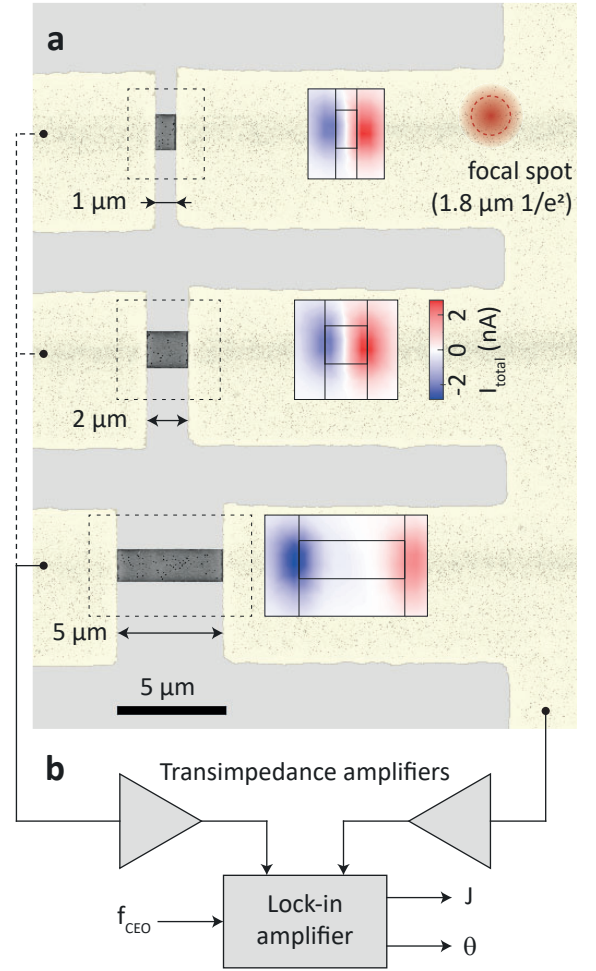 a
focal spot
(1.8 μm 1/e²)
1 μm
2 μm
2
0
-2
I_total (nA)
5 μm
5 μm
b
Transimpedance amplifiers
f_CEO
Lock-in
amplifier
J
θ